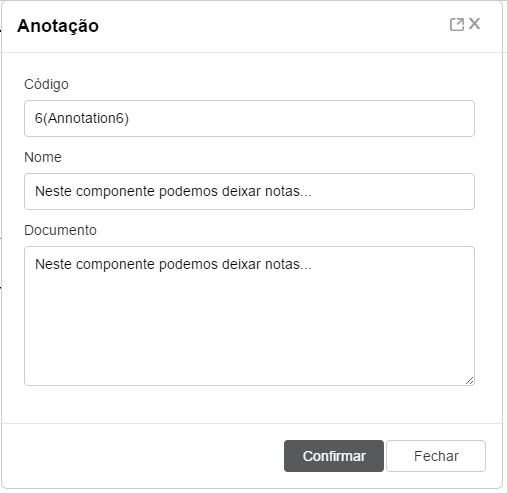 Anotação
Código
6(Annotation6)
Nome
Neste componente podemos deixar notas...
Documento
Neste componente podemos deixar notas...
Confirmar
Fechar